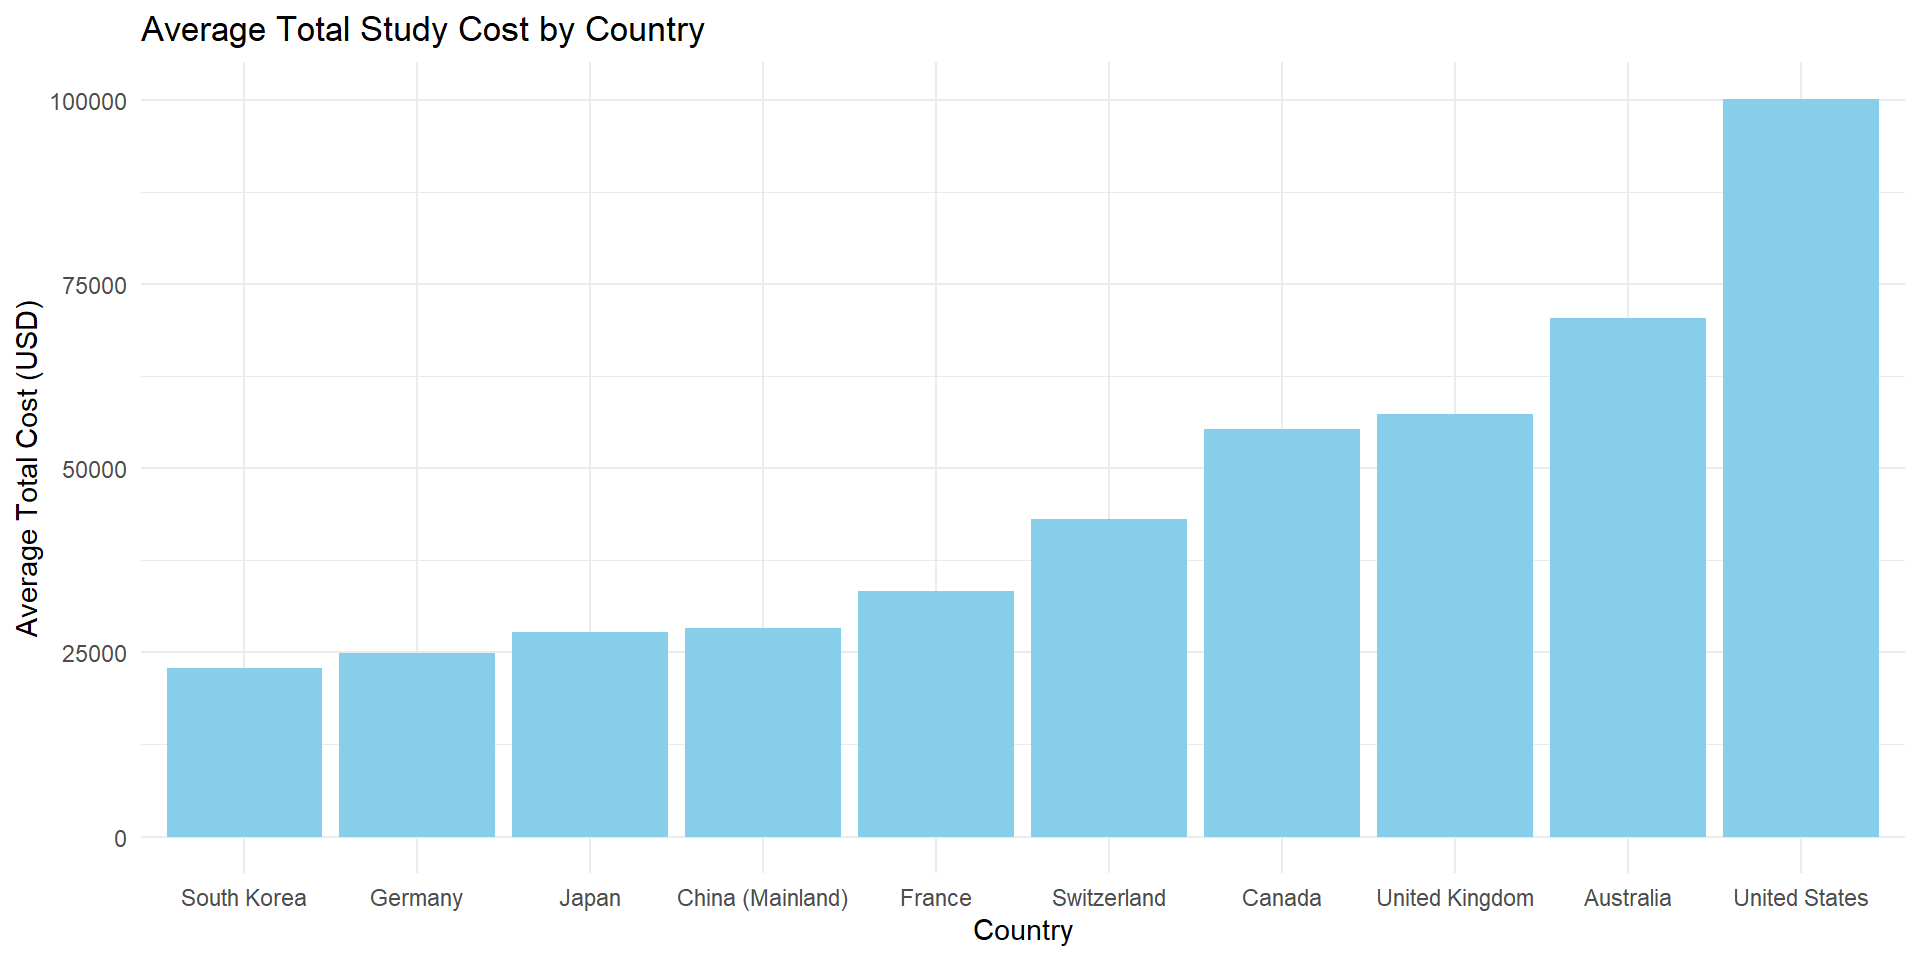 Average Total Study Cost by Country
Average Total Cost (USD)
100000
75000
50000
25000
0
South Korea Germany Japan China (Mainland) France Switzerland Canada United Kingdom Australia United States
Country